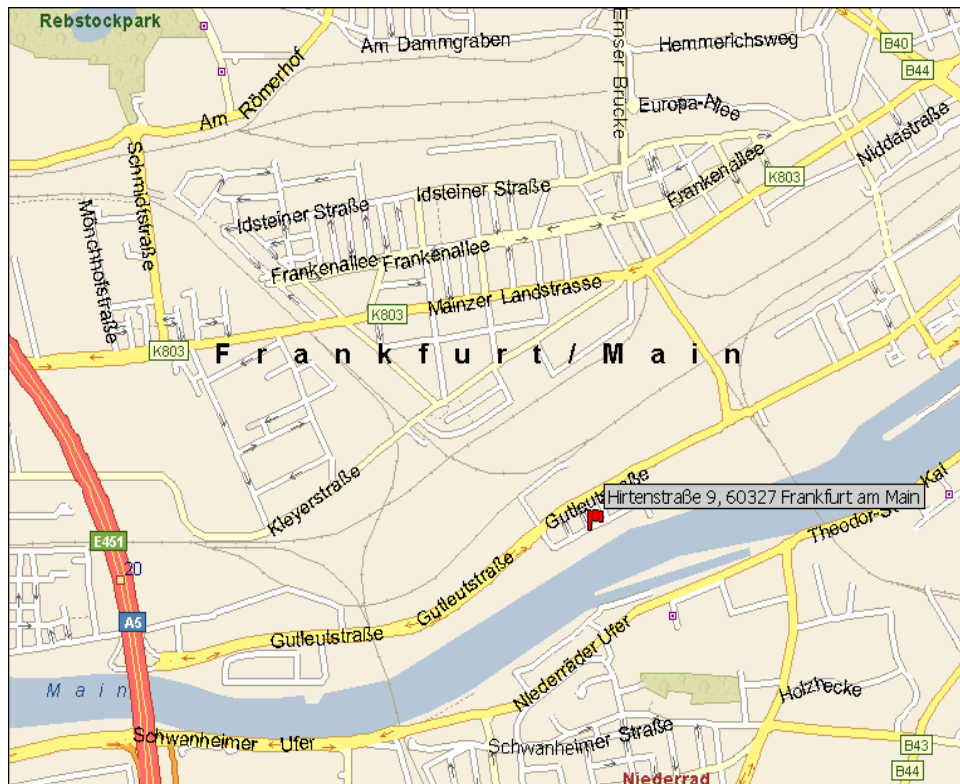 Rebstockpark
Am Dammgraben
Emser Brücke
Hemmerichsweg
B40
B44
Am Römerhof
Europa-Allee
Niddastraße
Schmidtstraße
Mönchhofstraße
Idsteiner Straße
Idsteiner Straße
Frankenallee
K803
Frankenallee
Frankenallee
Mainzer Landstrasse
K803
K803
Frankfurt/Main
Kleyerstraße
Gutleutstraße
Hirtenstraße 9, 60327 Frankfurt am Main
Theodor-St
Kai
E451
20
A5
Gutleutstraße
Gutleutstraße
Main
Niederräder Ufer
Holzhecke
Schwanheimer Ufer
Schwanheimer Straße
B43
B44
Niederrad